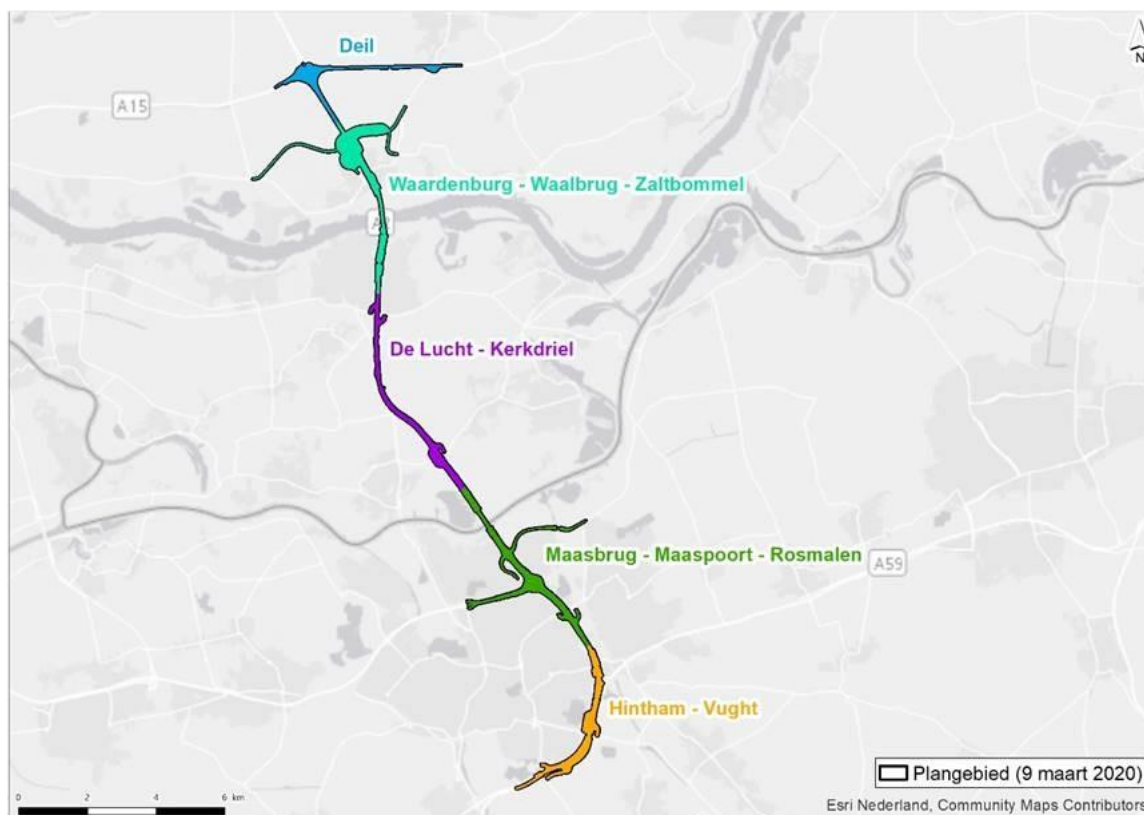 N
Deil
A15
Waardenburg - Waalbrug - Zaltbommel
A2
De Lucht - Kerkdriel
Maasbrug - Maaspoort - Rosmalen
A59
Hintham - Vught
Plangebied (9 maart 2020)
0 2 4 6 km
Esri Nederland, Community Maps Contributors